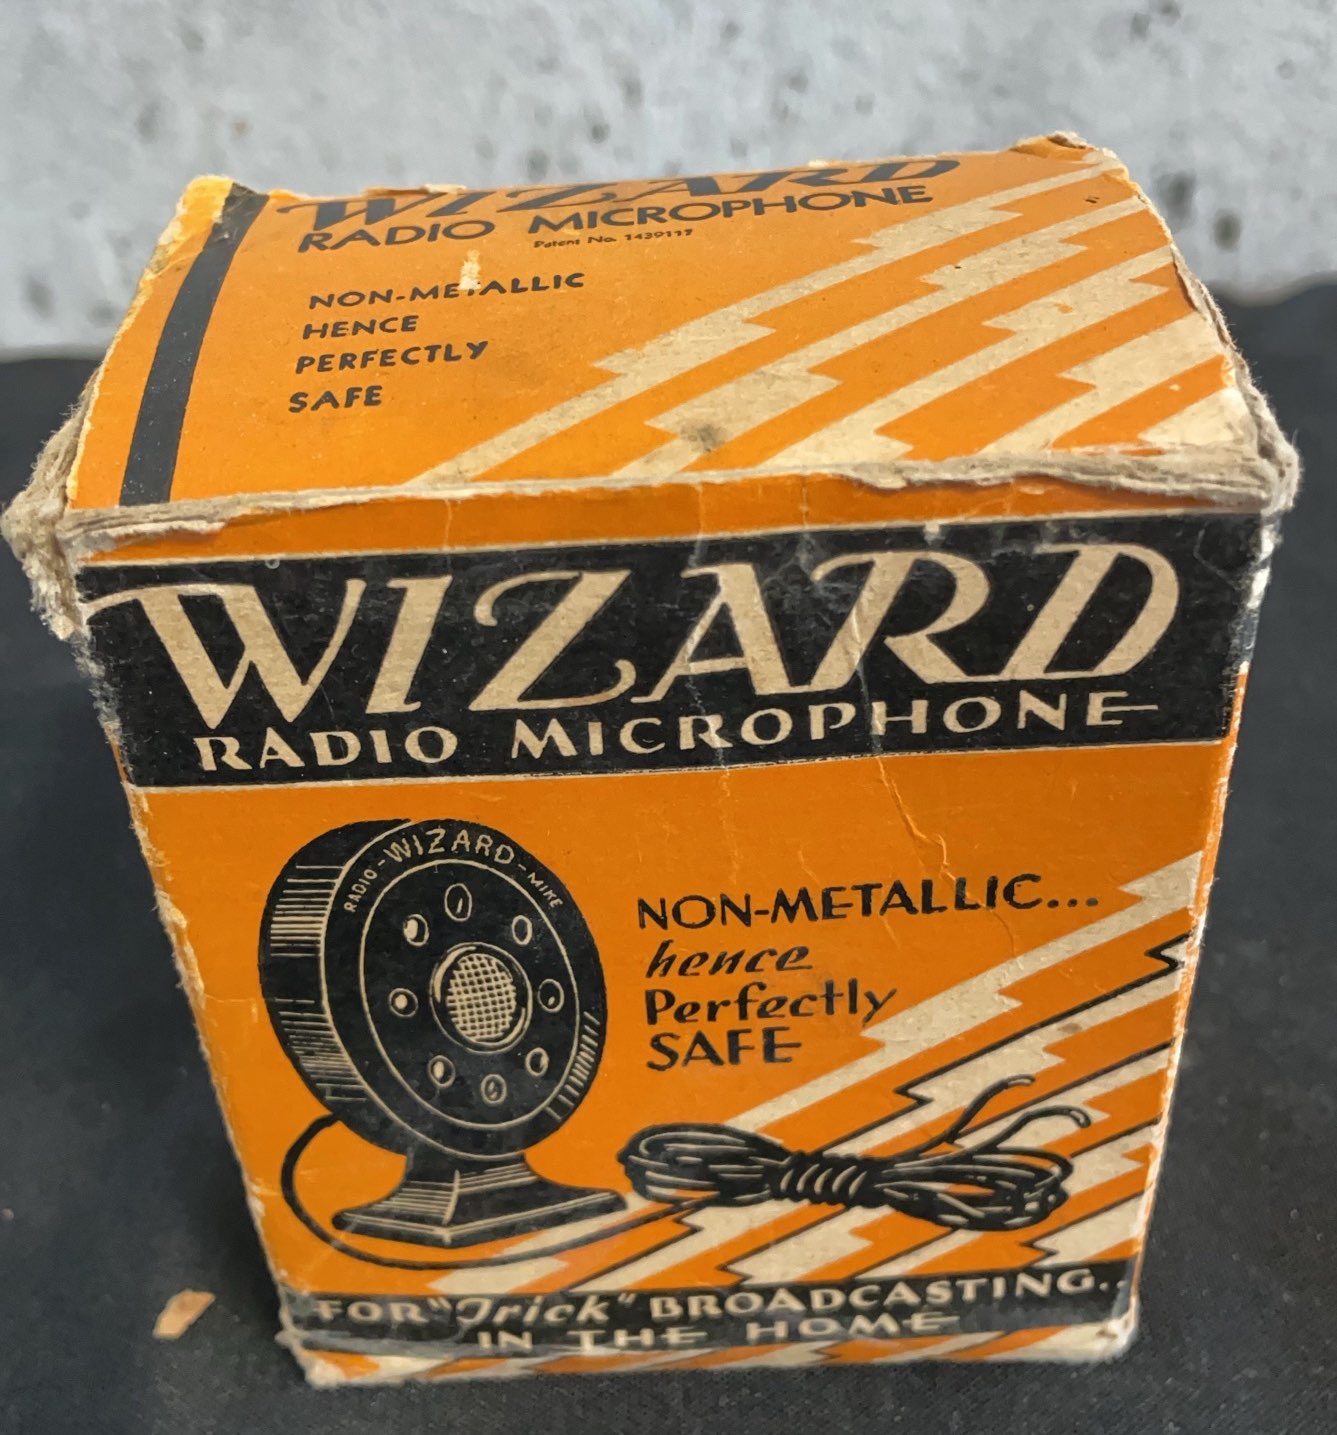 WIZARD
RADIO MICROPHONE
Patent No. 1439117
NON-METALLIC
HENCE
PERFECTLY
SAFE
WIZARD
RADIO MICROPHONE
RADIO-WIZARD-MIKE
NON-METALLIC...
hence
Perfectly
SAFE
FOR "Trick" BROADCASTING..
IN THE HOME